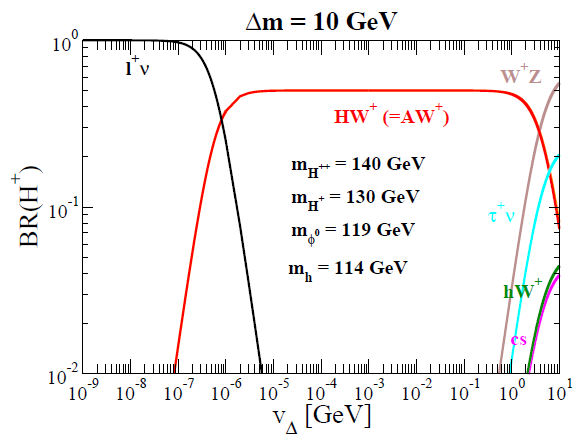 Δm = 10 GeV
10⁰
10⁻¹
10⁻²
BR(H⁺)
l⁺ν
W⁺Z
HW⁺ (=AW⁺)
m_H⁺⁺ = 140 GeV
m_H⁺ = 130 GeV
m_ϕ⁰ = 119 GeV
m_h = 114 GeV
τ⁺ν
hW⁺
cs
10⁻⁹ 10⁻⁸ 10⁻⁷ 10⁻⁶ 10⁻⁵ 10⁻⁴ 10⁻³ 10⁻² 10⁻¹ 10⁰ 10¹
v_Δ [GeV]